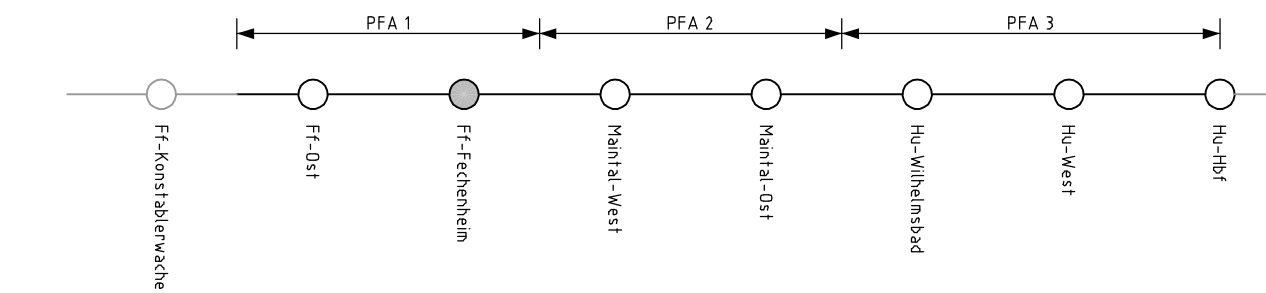 PFA 1
PFA 2
PFA 3
Ff-Konstablerwache
Ff-Ost
Ff-Fechenheim
Maintal-West
Maintal-Ost
Hu-Wilhelmsbad
Hu-West
Hu-Hbf